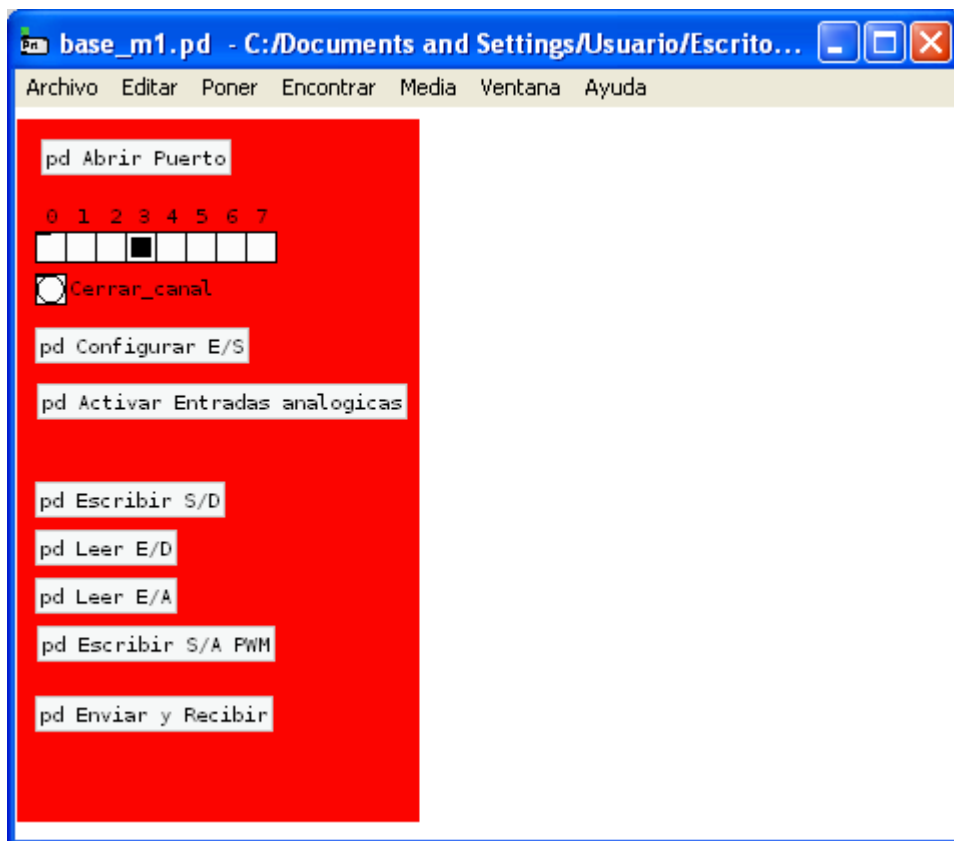 base_m1.pd - C:/Documents and Settings/Usuario/Escrito...
Archivo Editar Poner Encontrar Media Ventana Ayuda
pd Abrir Puerto
0 1 2 3 4 5 6 7
Cerrar_canal
pd Configurar E/S
pd Activar Entradas analogicas
pd Escribir S/D
pd Leer E/D
pd Leer E/A
pd Escribir S/A PWM
pd Enviar y Recibir